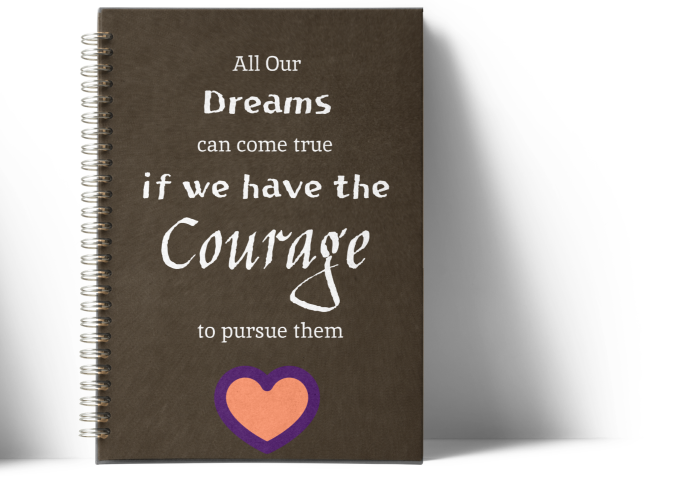 All Our
Dreams
can come true
if we have the
Courage
to pursue them